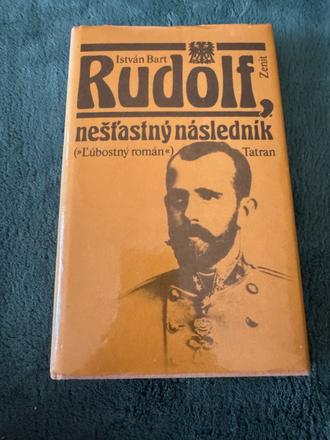 István Bart
Zenit
Rudolf,
nešťastný následník
(»Ľúbostný román«) Tatran